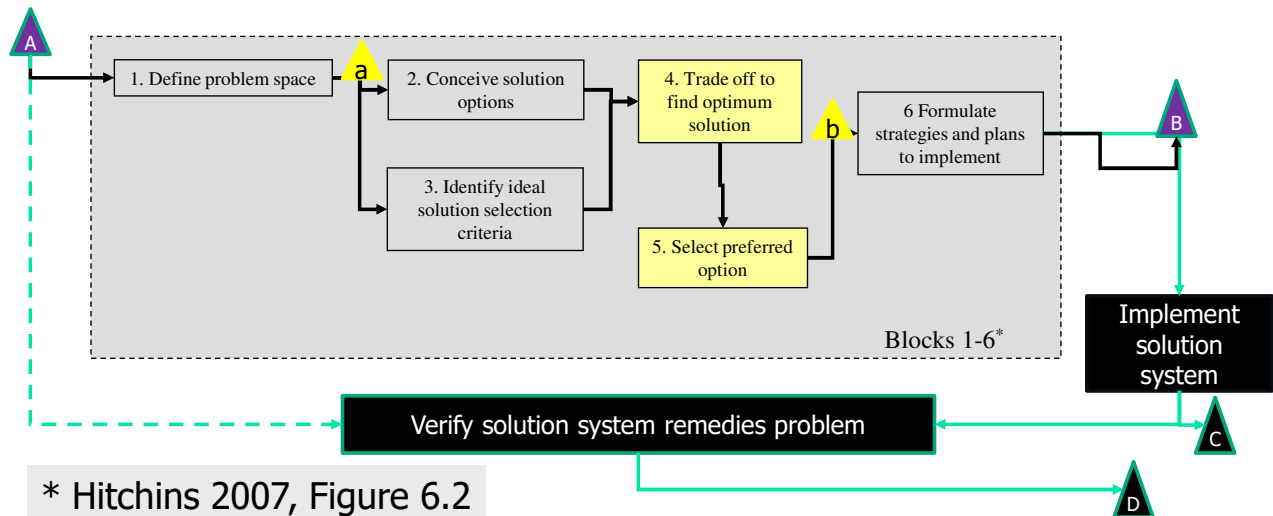 A
1. Define problem space
a
2. Conceive solution
options
3. Identify ideal
solution selection
criteria
4. Trade off to
find optimum
solution
5. Select preferred
option
b
6 Formulate
strategies and plans
to implement
B
Blocks 1-6*
Implement
solution
system
Verify solution system remedies problem
C
D
* Hitchins 2007, Figure 6.2